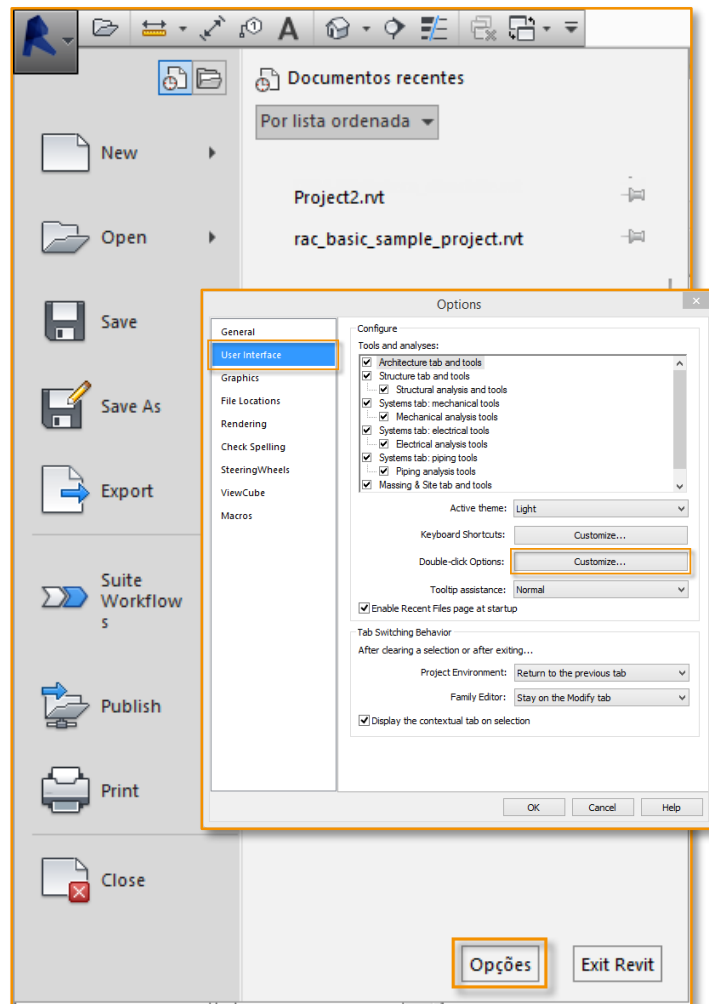 A
Documentos recentes
Por lista ordenada
New
Project2.rvt
Open
rac_basic_sample_project.rvt
Save
Save As
Export
Suite
Workflow
s
Publish
Print
Close
Options
General
User Interface
Graphics
File Locations
Rendering
Check Spelling
SteeringWheels
ViewCube
Macros
Configure
Tools and analyses:
Architecture tab and tools
Structure tab and tools
Structural analysis and tools
Systems tab: mechanical tools
Mechanical analysis tools
Systems tab: electrical tools
Electrical analysis tools
Systems tab: piping tools
Piping analysis tools
Massing & Site tab and tools
Active theme: Light
Keyboard Shortcuts: Customize...
Double-click Options: Customize...
Tooltip assistance: Normal
Enable Recent Files page at startup
Tab Switching Behavior
After clearing a selection or after exiting...
Project Environment: Return to the previous tab
Family Editor: Stay on the Modify tab
Display the contextual tab on selection
OK Cancel Help
Opções Exit Revit